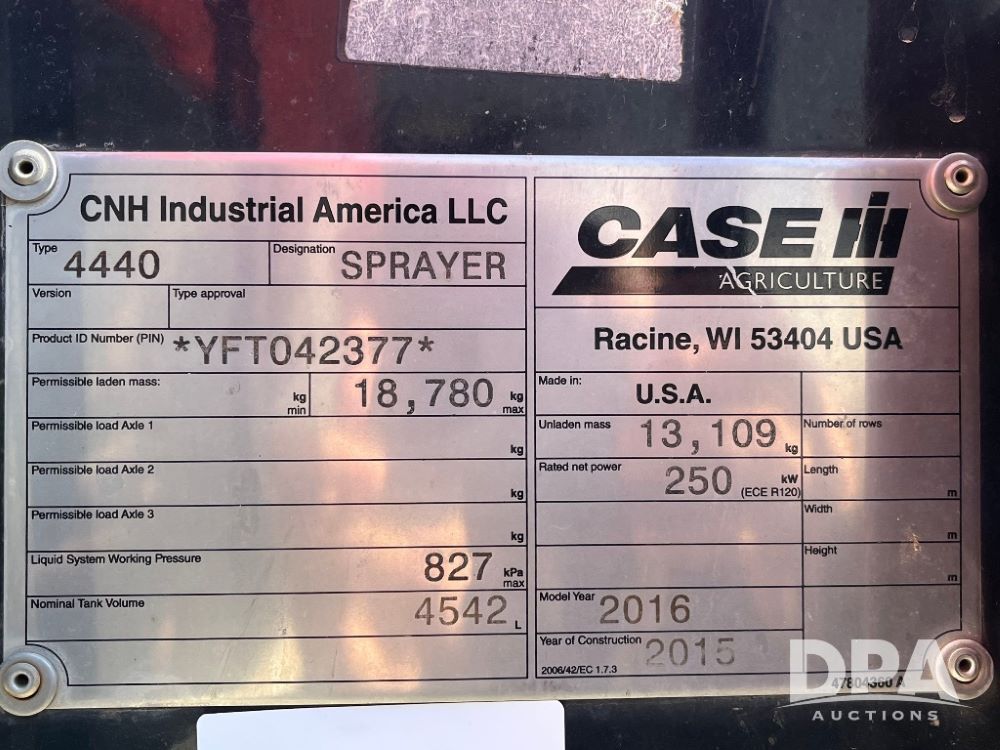 CNH Industrial America LLC
Type 4440
Designation SPRAYER
Version
Type approval
Product ID Number (PIN) *YFT042377*
Permissible laden mass: kg min 18,780 kg max
Permissible load Axle 1 kg
Permissible load Axle 2 kg
Permissible load Axle 3 kg
Liquid System Working Pressure 827 kPa max
Nominal Tank Volume 4542 L
CASE IH
AGRICULTURE
Racine, WI 53404 USA
Made in: U.S.A.
Unladen mass 13,109 kg
Number of rows
Rated net power 250 kW (ECE R120)
Length m
Width m
Height m
Model Year 2016
Year of Construction 2015
2006/42/EC 1.7.3
47804360 A
DPA
AUCTIONS